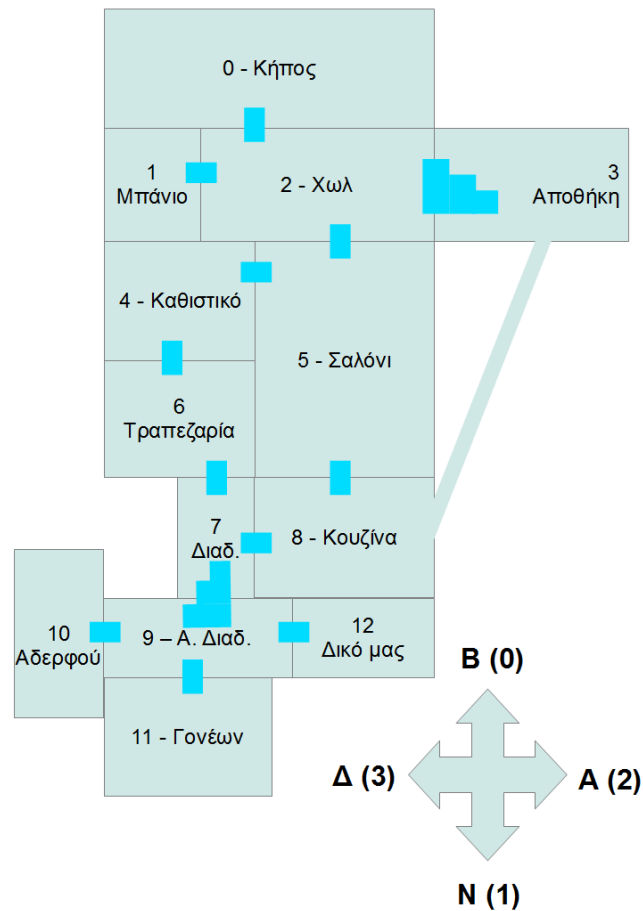 0 - Κήπος
1
Μπάνιο
2 - Χωλ
3
Αποθήκη
4 - Καθιστικό
5 - Σαλόνι
6
Τραπεζαρία
7
Διαδ.
8 - Κουζίνα
9 – Α. Διαδ.
10
Αδερφού
12
Δικό μας
11 - Γονέων
Β (0)
Δ (3)
Α (2)
Ν (1)